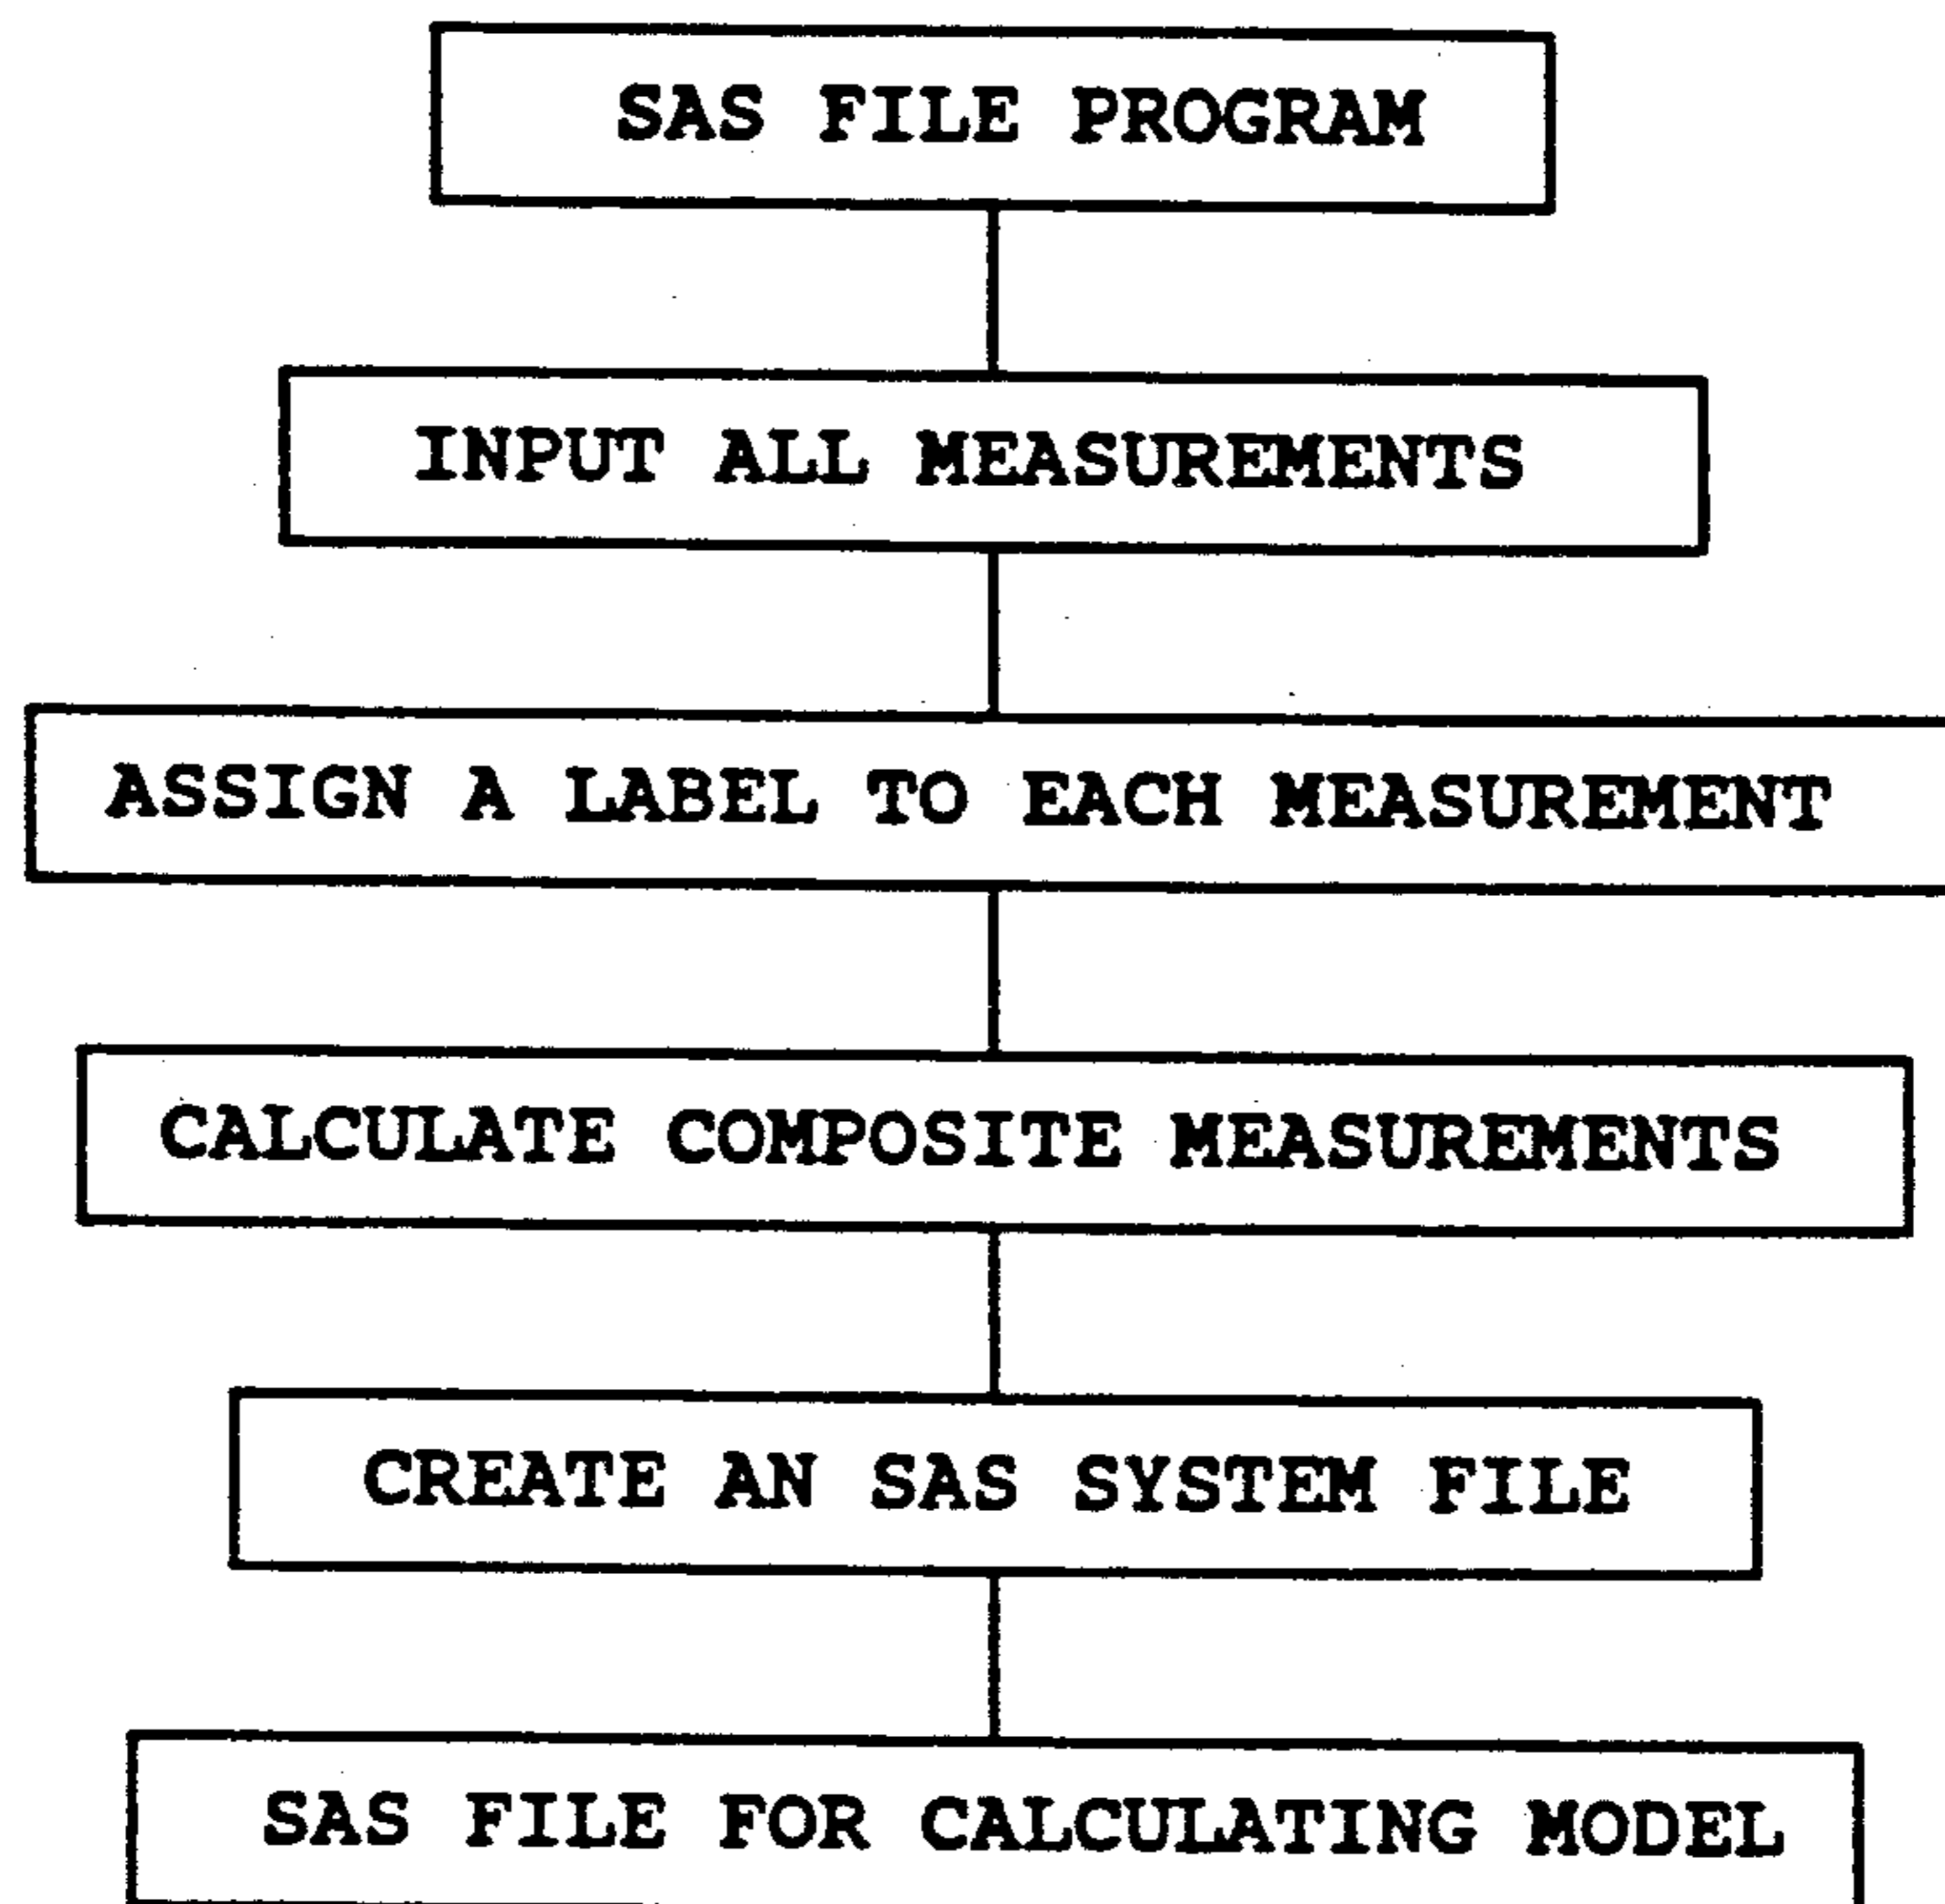 SAS FILE PROGRAM
INPUT ALL MEASUREMENTS
ASSIGN A LABEL TO EACH MEASUREMENT
CALCULATE COMPOSITE MEASUREMENTS
CREATE AN SAS SYSTEM FILE
SAS FILE FOR CALCULATING MODEL